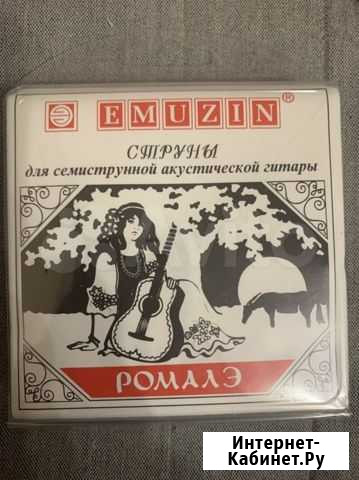 EMUZIN®
СТРУНЫ
для семиструнной акустической гитары
РОМАЛЭ
Интернет-
Кабинет.Ру